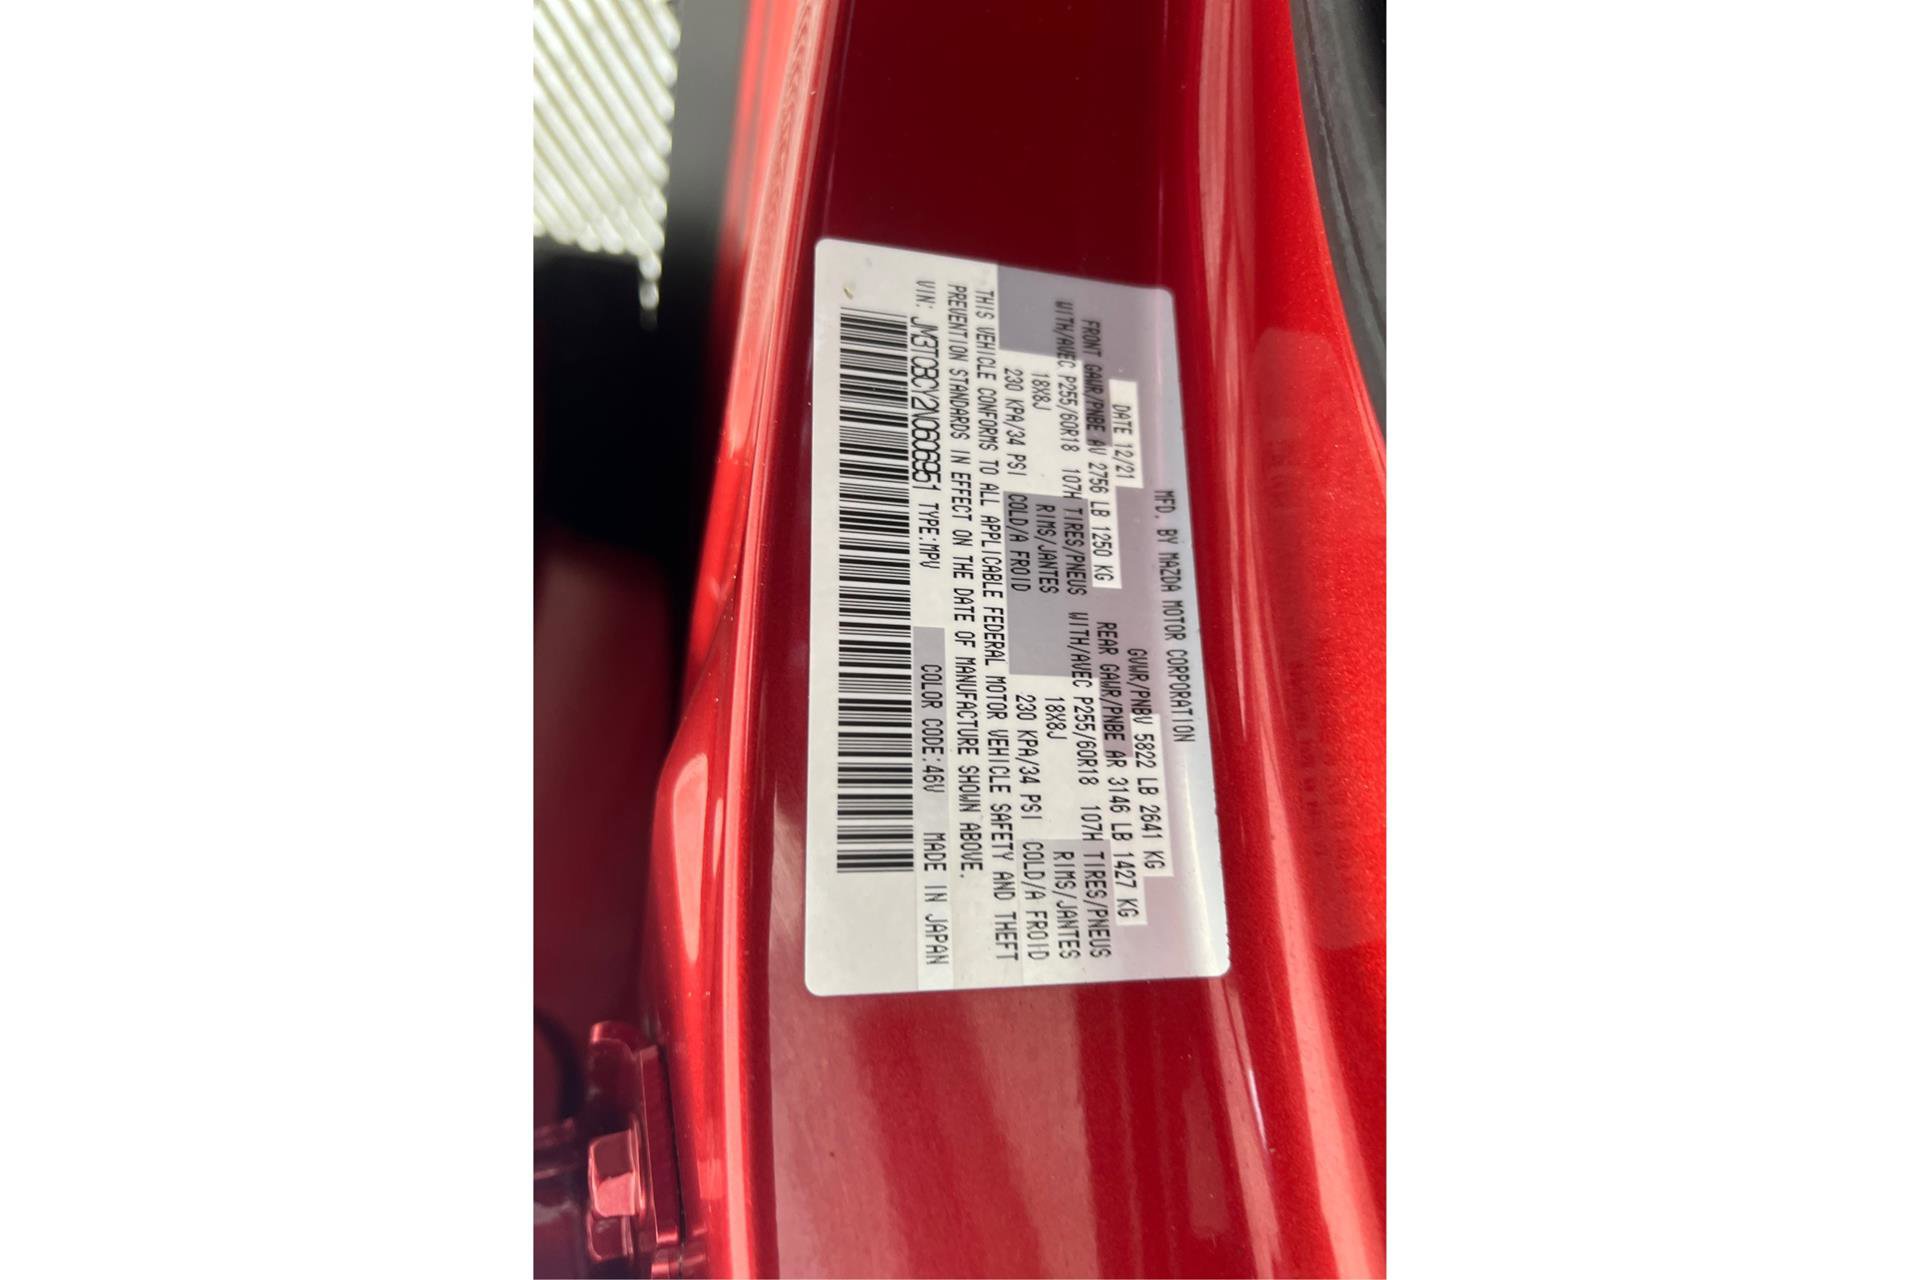 MFD. BY MAZDA MOTOR CORPORATION
DATE 12/21 GVWR/PNBV 5822 LB 2641 KG
FRONT GAWR/PNBE AV 2756 LB 1250 KG REAR GAWR/PNBE AR 3146 LB 1427 KG
WITH/AVEC P255/60R18 107H TIRES/PNEUS WITH/AVEC P255/60R18 107H TIRES/PNEUS
18X8J RIMS/JANTES 18X8J RIMS/JANTES
230 KPA/34 PSI COLD/A FROID 230 KPA/34 PSI COLD/A FROID
THIS VEHICLE CONFORMS TO ALL APPLICABLE FEDERAL MOTOR VEHICLE SAFETY AND THEFT
PREVENTION STANDARDS IN EFFECT ON THE DATE OF MANUFACTURE SHOWN ABOVE.
VIN: JM3TCBCY2N0606951 TYPE:MPV COLOR CODE:46V MADE IN JAPAN